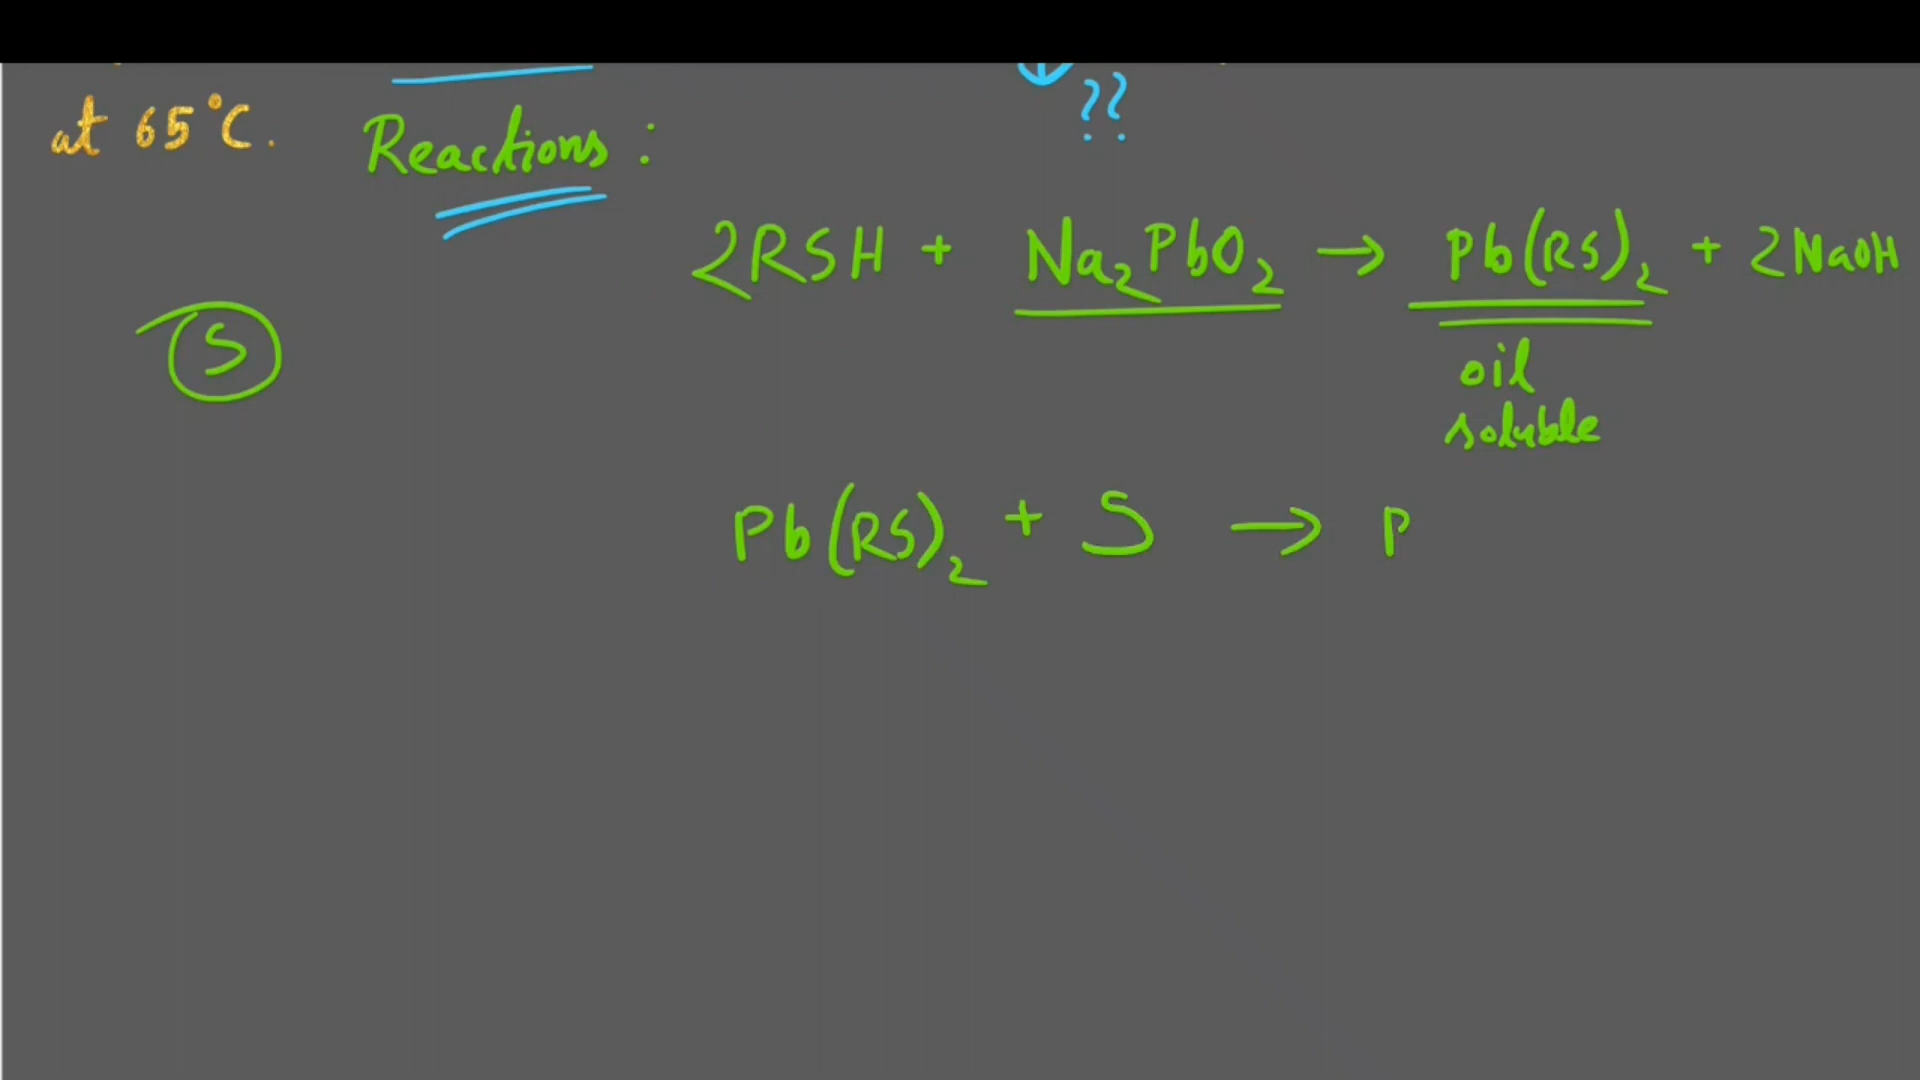 ??
at 65°C.
Reactions :
2RSH + Na₂PbO₂ → Pb(RS)₂ + 2NaOH
S
oil
soluble
Pb(RS)₂ + S → P